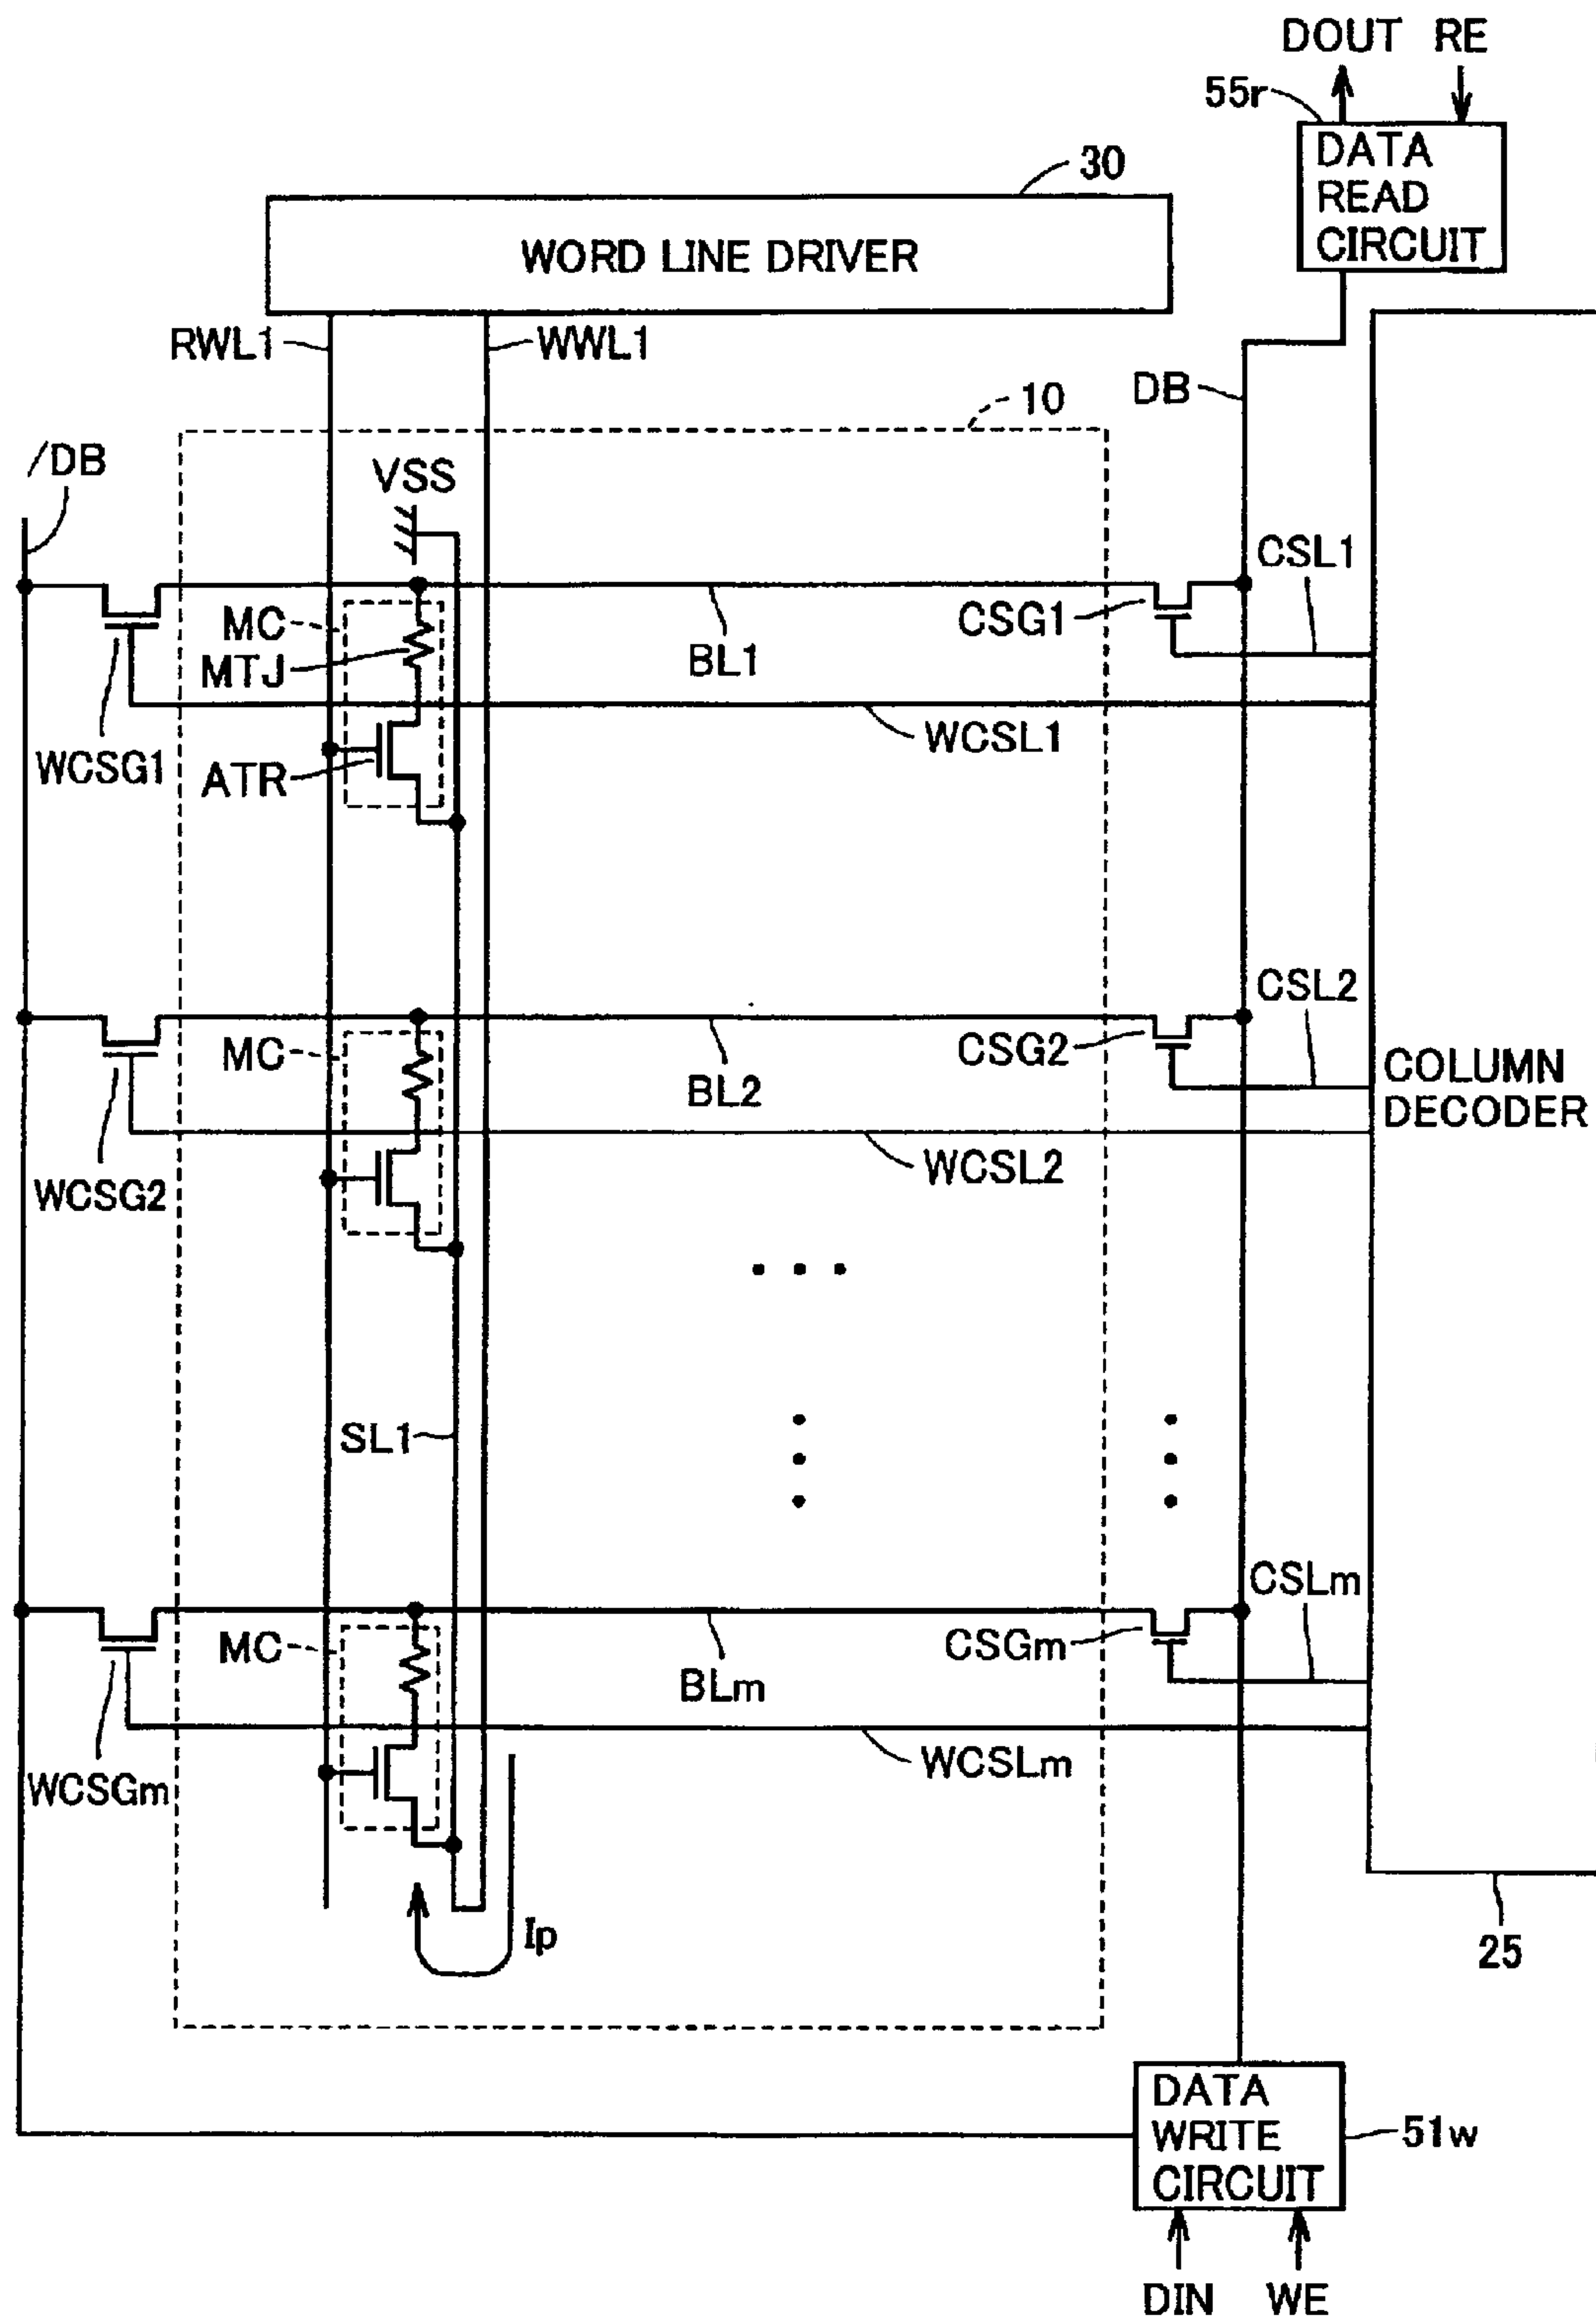 DOUT RE
55r
DATA
READ
CIRCUIT
30
WORD LINE DRIVER
RWL1
WWL1
DB
10
/DB
VSS
CSL1
MC
MTJ
CSG1
BL1
WCSG1
ATR
WCSL1
CSL2
MC
CSG2
BL2
COLUMN
DECODER
WCSG2
WCSL2
SL1
CSLm
MC
CSGm
BLm
WCSGm
WCSLm
Ip
25
DATA
WRITE
CIRCUIT
51w
DIN WE